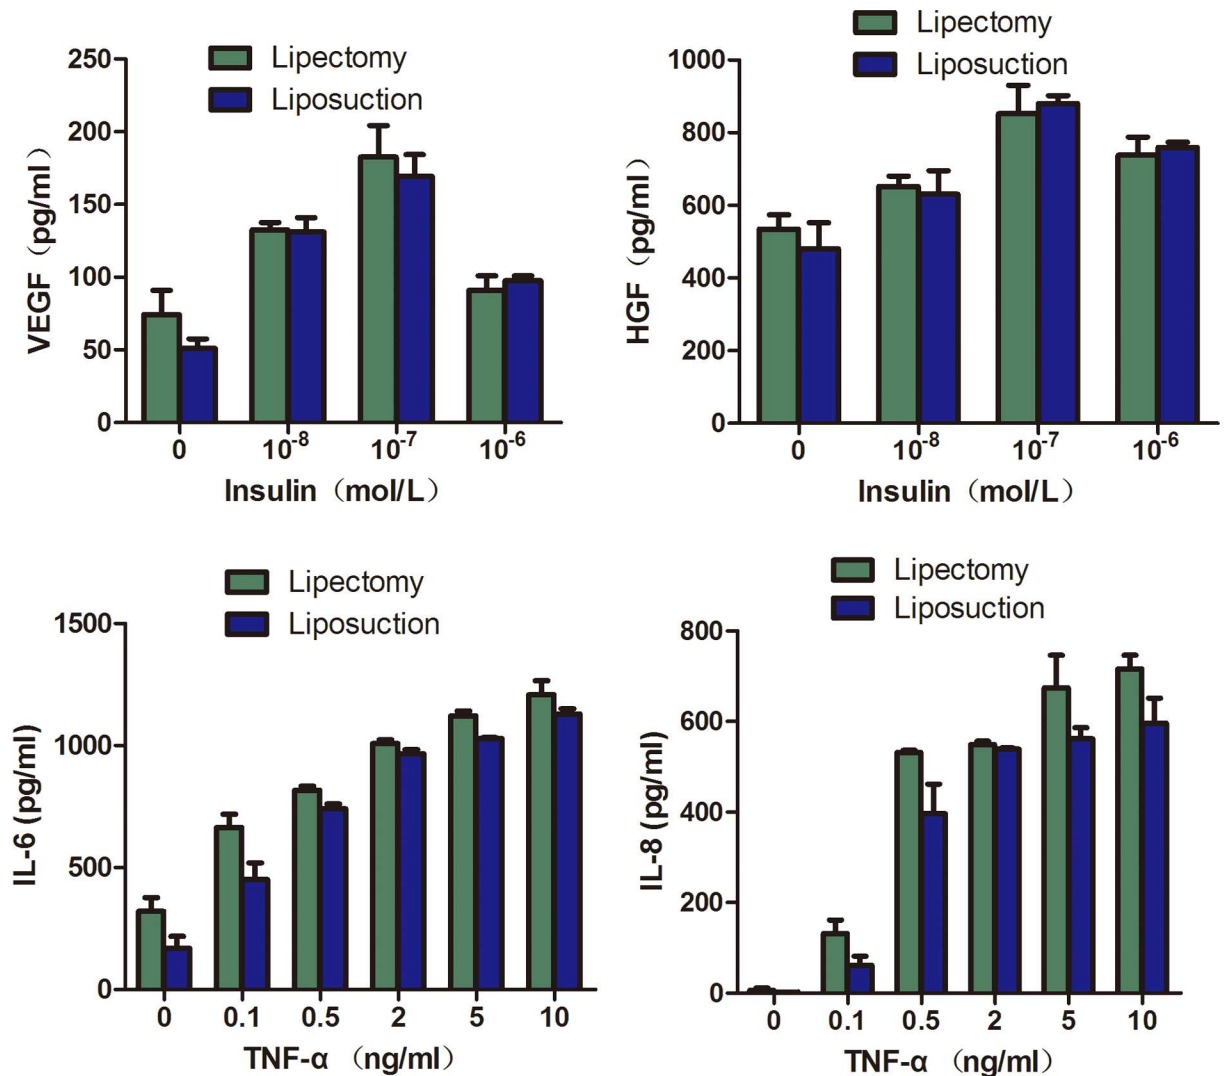 Lipectomy
Liposuction
250
200
150
100
50
0
VEGF（pg/ml）
0 10⁻⁸ 10⁻⁷ 10⁻⁶
Insulin（mol/L）
Lipectomy
Liposuction
1000
800
600
400
200
0
HGF（pg/ml）
0 10⁻⁸ 10⁻⁷ 10⁻⁶
Insulin（mol/L）
Lipectomy
Liposuction
1500
1000
500
0
IL-6 (pg/ml)
0 0.1 0.5 2 5 10
TNF-α（ng/ml）
Lipectomy
Liposuction
800
600
400
200
0
IL-8 (pg/ml)
0 0.1 0.5 2 5 10
TNF-α（ng/ml）